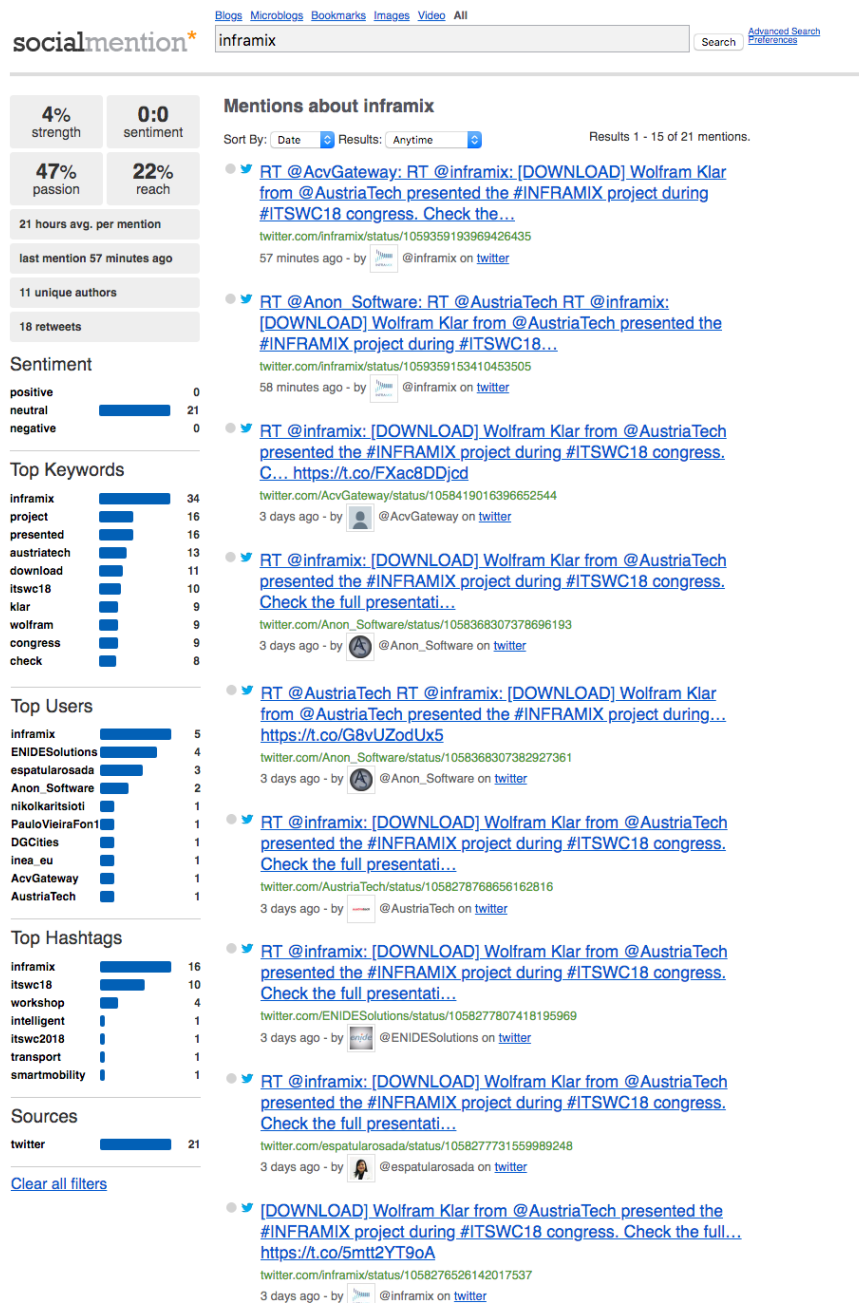 Blogs Microblogs Bookmarks Images Video All
socialmention*
inframix
Search
Advanced Search
Preferences
4%
strength
0:0
sentiment
47%
passion
22%
reach
21 hours avg. per mention
last mention 57 minutes ago
11 unique authors
18 retweets
Sentiment
positive 0
neutral 21
negative 0
Top Keywords
inframix 34
project 16
presented 16
austriatech 13
download 11
itswc18 10
klar 9
wolfram 9
congress 9
check 8
Top Users
inframix 5
ENIDESolutions 4
espatularosada 3
Anon_Software 2
nikolkaritsioti 1
PauloVieiraFon1 1
DGCities 1
inea_eu 1
AcvGateway 1
AustriaTech 1
Top Hashtags
inframix 16
itswc18 10
workshop 4
intelligent 1
itswc2018 1
transport 1
smartmobility 1
Sources
twitter 21
Clear all filters
Mentions about inframix
Sort By: Date Results: Anytime
Results 1 - 15 of 21 mentions.
RT @AcvGateway: RT @inframix: [DOWNLOAD] Wolfram Klar
from @AustriaTech presented the #INFRAMIX project during
#ITSWC18 congress. Check the…
twitter.com/inframix/status/1059359193969426435
57 minutes ago - by @inframix on twitter
RT @Anon_Software: RT @AustriaTech RT @inframix:
[DOWNLOAD] Wolfram Klar from @AustriaTech presented the
#INFRAMIX project during #ITSWC18…
twitter.com/inframix/status/1059359153410453505
58 minutes ago - by @inframix on twitter
RT @inframix: [DOWNLOAD] Wolfram Klar from @AustriaTech
presented the #INFRAMIX project during #ITSWC18 congress.
C… https://t.co/FXac8DDjcd
twitter.com/AcvGateway/status/1058419016396652544
3 days ago - by @AcvGateway on twitter
RT @inframix: [DOWNLOAD] Wolfram Klar from @AustriaTech
presented the #INFRAMIX project during #ITSWC18 congress.
Check the full presentati…
twitter.com/Anon_Software/status/1058368307378696193
3 days ago - by @Anon_Software on twitter
RT @AustriaTech RT @inframix: [DOWNLOAD] Wolfram Klar
from @AustriaTech presented the #INFRAMIX project during…
https://t.co/G8vUZodUx5
twitter.com/Anon_Software/status/1058368307382927361
3 days ago - by @Anon_Software on twitter
RT @inframix: [DOWNLOAD] Wolfram Klar from @AustriaTech
presented the #INFRAMIX project during #ITSWC18 congress.
Check the full presentati…
twitter.com/AustriaTech/status/1058278768656162816
3 days ago - by @AustriaTech on twitter
RT @inframix: [DOWNLOAD] Wolfram Klar from @AustriaTech
presented the #INFRAMIX project during #ITSWC18 congress.
Check the full presentati…
twitter.com/ENIDESolutions/status/1058277807418195969
3 days ago - by enide @ENIDESolutions on twitter
RT @inframix: [DOWNLOAD] Wolfram Klar from @AustriaTech
presented the #INFRAMIX project during #ITSWC18 congress.
Check the full presentati…
twitter.com/espatularosada/status/1058277731559989248
3 days ago - by @espatularosada on twitter
[DOWNLOAD] Wolfram Klar from @AustriaTech presented the
#INFRAMIX project during #ITSWC18 congress. Check the full…
https://t.co/5mtt2YT9oA
twitter.com/inframix/status/1058276526142017537
3 days ago - by @inframix on twitter